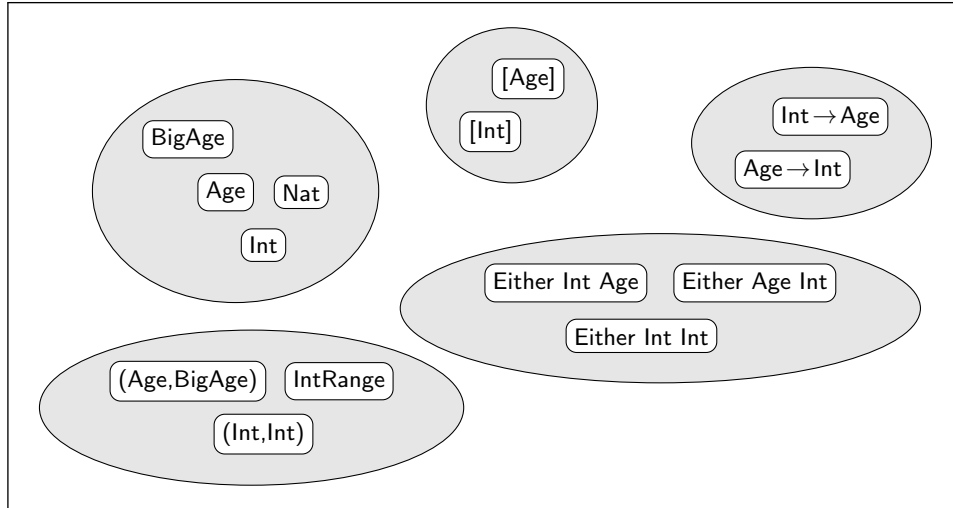 [Age]
[Int]
Int→Age
Age→Int
BigAge
Age Nat
Int
Either Int Age Either Age Int
Either Int Int
(Age,BigAge) IntRange
(Int,Int)